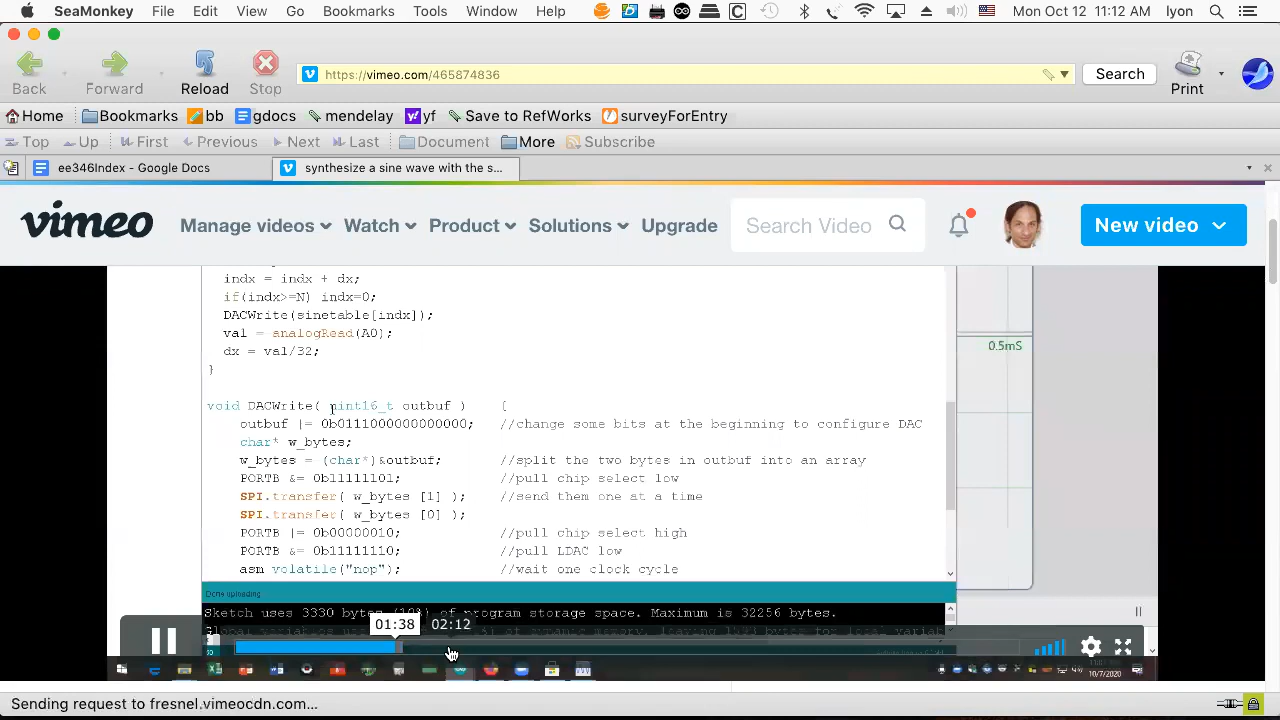 SeaMonkey File Edit View Go Bookmarks Tools Window Help Mon Oct 12 11:12 AM lyon
Back Forward Reload Stop https://vimeo.com/465874836 Search Print
Home Bookmarks bb gdocs mendelay yf Save to RefWorks surveyForEntry
Top Up First Previous Next Last Document More Subscribe
ee346Index - Google Docs synthesize a sine wave with the s...
vimeo Manage videos Watch Product Solutions Upgrade Search Video New video
indx = indx + dx;
if(indx>=N) indx=0;
DACWrite(sinetable[indx]);
val = analogRead(A0);
dx = val/32;
0.5mS
}
void DACWrite( uint16_t outbuf ) {
outbuf |= 0b0111000000000000; //change some bits at the beginning to configure DAC
char* w_bytes;
w_bytes = (char*)&outbuf; //split the two bytes in outbuf into an array
PORTB &= 0b11111101; //pull chip select low
SPI.transfer( w_bytes [1] ); //send them one at a time
SPI.transfer( w_bytes [0] );
PORTB |= 0b00000010; //pull chip select high
PORTB &= 0b11111110; //pull LDAC low
asm volatile("nop"); //wait one clock cycle
Done uploading
Sketch uses 3330 bytes (10%) of program storage space. Maximum is 32256 bytes.
01:38 02:12
10/7/2020
Sending request to fresnel.vimeocdn.com...